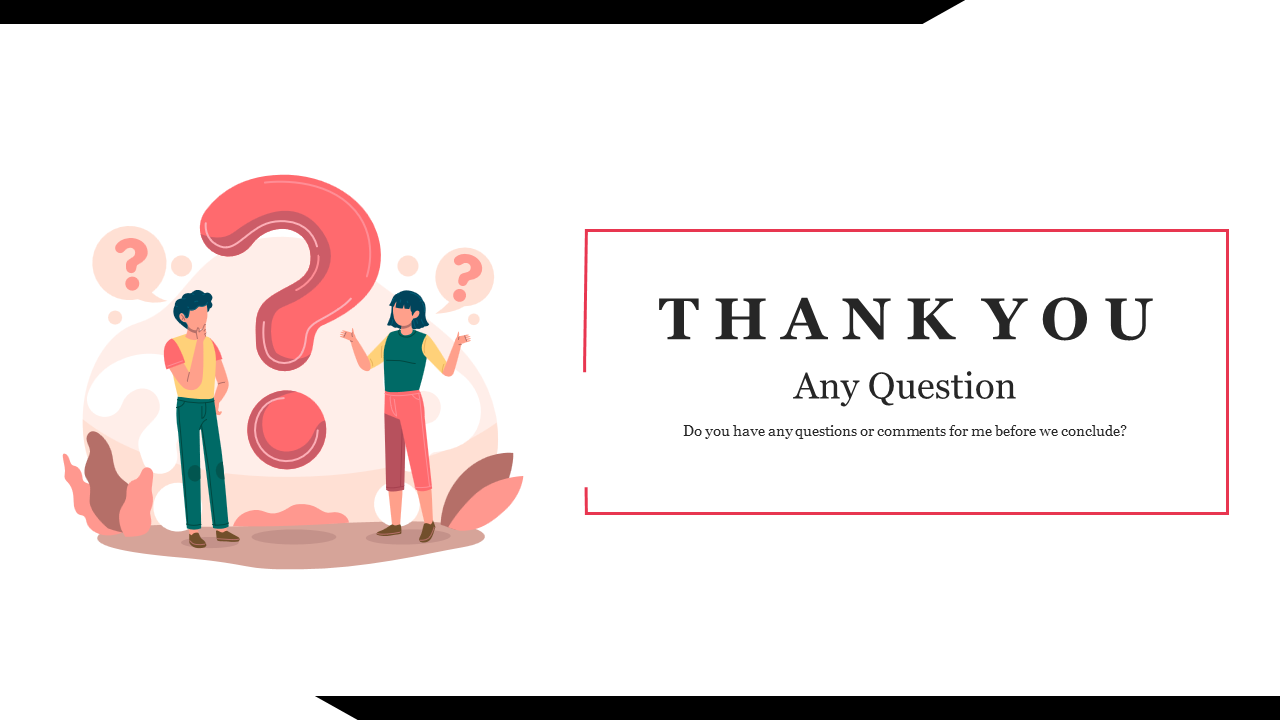 THANK YOU
Any Question
Do you have any questions or comments for me before we conclude?